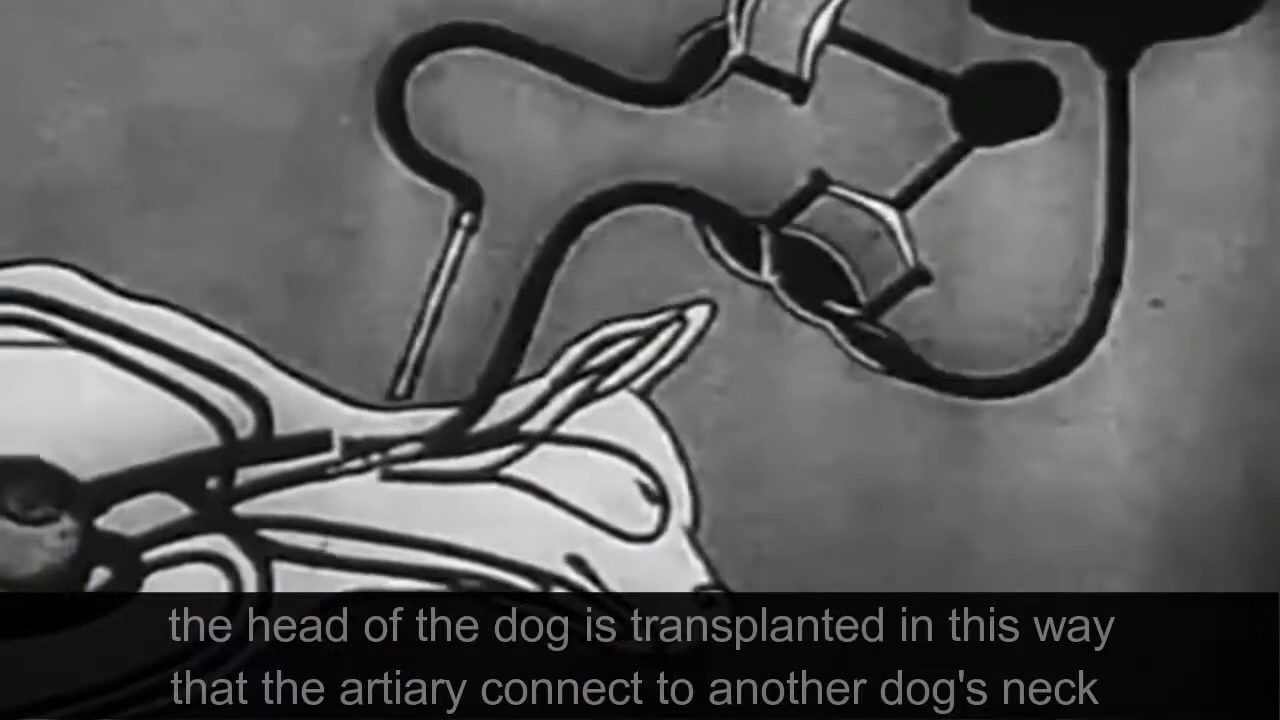 the head of the dog is transplanted in this way
that the artiary connect to another dog's neck